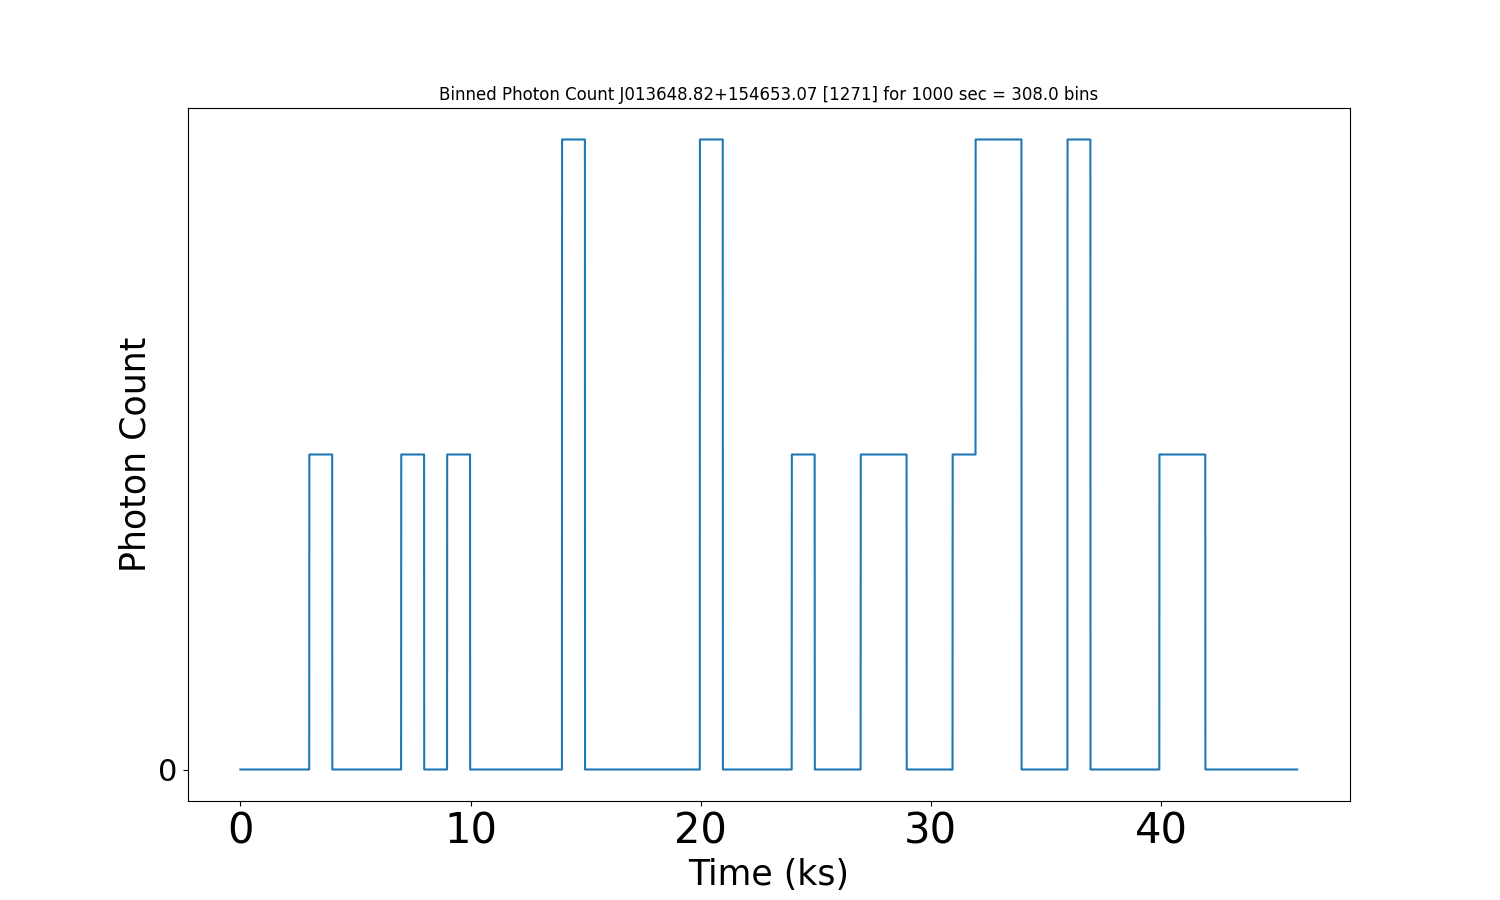 Binned Photon Count J013648.82+154653.07 [1271] for 1000 sec = 308.0 bins
Photon Count
0
0 10 20 30 40
Time (ks)